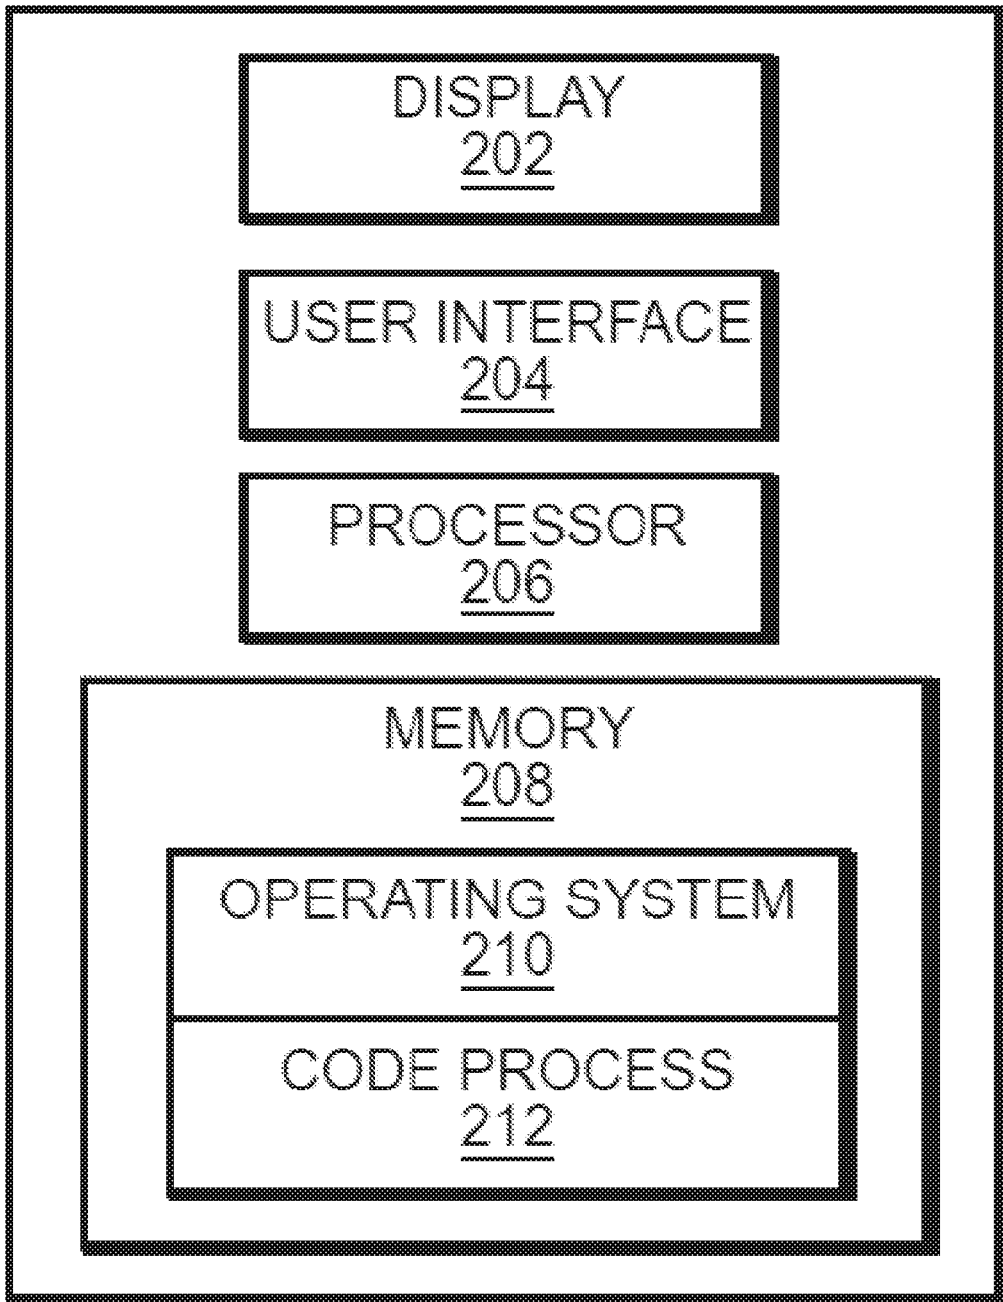 DISPLAY
202
USER INTERFACE
204
PROCESSOR
206
MEMORY
208
OPERATING SYSTEM
210
CODE PROCESS
212